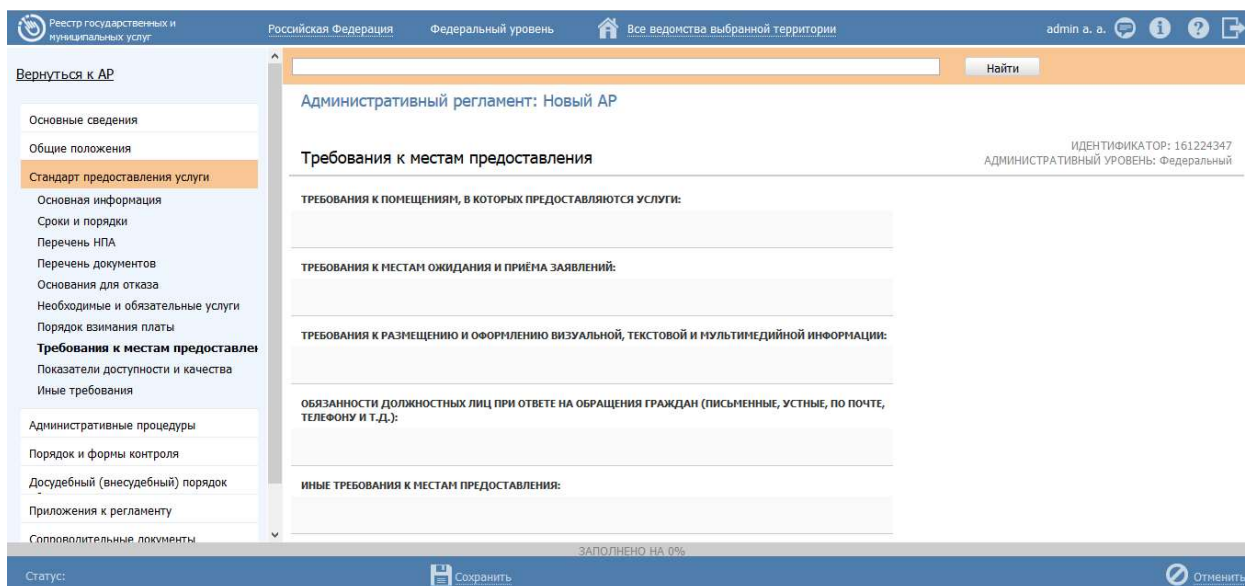 Реестр государственных и
муниципальных услуг
Российская Федерация
Федеральный уровень
Все ведомства выбранной территории
admin a. a.
Вернуться к АР
Найти
Основные сведения
Общие положения
Стандарт предоставления услуги
Основная информация
Сроки и порядки
Перечень НПА
Перечень документов
Основания для отказа
Необходимые и обязательные услуги
Порядок взимания платы
Требования к местам предоставлен
Показатели доступности и качества
Иные требования
Административные процедуры
Порядок и формы контроля
Досудебный (внесудебный) порядок
Приложения к регламенту
Сопроводительные документы
Административный регламент: Новый АР
Требования к местам предоставления
ИДЕНТИФИКАТОР: 161224347
АДМИНИСТРАТИВНЫЙ УРОВЕНЬ: Федеральный
ТРЕБОВАНИЯ К ПОМЕЩЕНИЯМ, В КОТОРЫХ ПРЕДОСТАВЛЯЮТСЯ УСЛУГИ:
ТРЕБОВАНИЯ К МЕСТАМ ОЖИДАНИЯ И ПРИЁМА ЗАЯВЛЕНИЙ:
ТРЕБОВАНИЯ К РАЗМЕЩЕНИЮ И ОФОРМЛЕНИЮ ВИЗУАЛЬНОЙ, ТЕКСТОВОЙ И МУЛЬТИМЕДИЙНОЙ ИНФОРМАЦИИ:
ОБЯЗАННОСТИ ДОЛЖНОСТНЫХ ЛИЦ ПРИ ОТВЕТЕ НА ОБРАЩЕНИЯ ГРАЖДАН (ПИСЬМЕННЫЕ, УСТНЫЕ, ПО ПОЧТЕ,
ТЕЛЕФОНУ И Т.Д.):
ИНЫЕ ТРЕБОВАНИЯ К МЕСТАМ ПРЕДОСТАВЛЕНИЯ:
ЗАПОЛНЕНО НА 0%
Статус:
Сохранить
Отменить